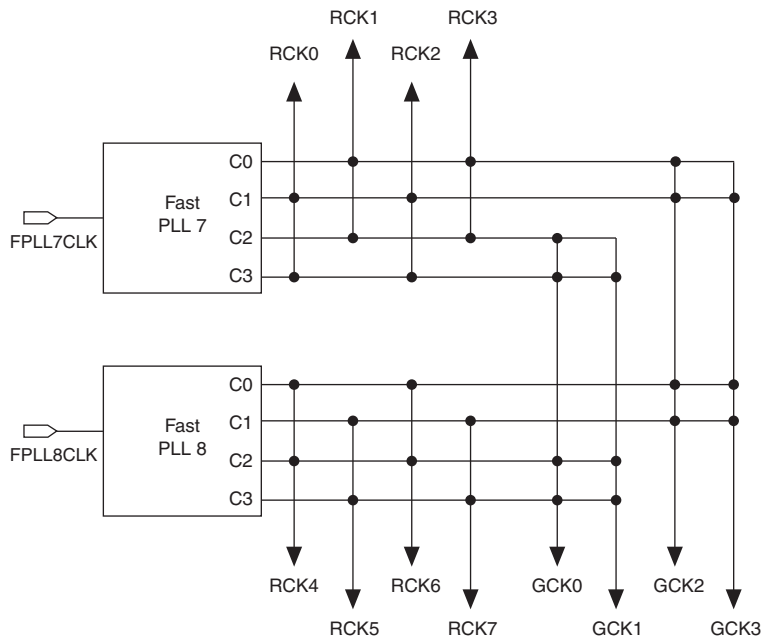 RCK1
RCK3
RCK0
RCK2
C0
C1
Fast
PLL 7
C2
FPLL7CLK
C3
C0
C1
Fast
PLL 8
FPLL8CLK
C2
C3
RCK4
RCK6
GCK0
GCK2
RCK5
RCK7
GCK1
GCK3